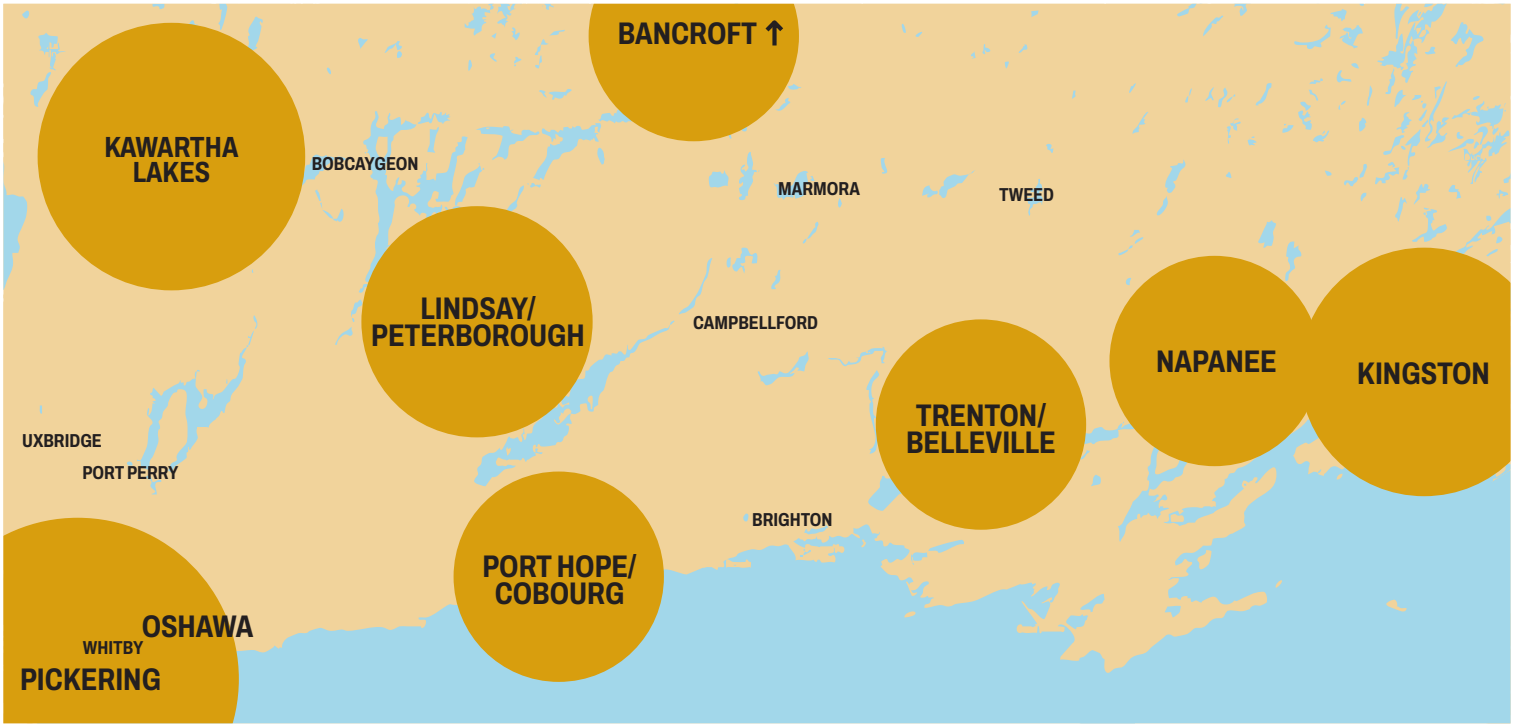 BANCROFT ↑
KAWARTHA
LAKES
BOBCAYGEON
MARMORA
TWEED
LINDSAY/
PETERBOROUGH
CAMPBELLFORD
NAPANEE
KINGSTON
TRENTON/
BELLEVILLE
UXBRIDGE
PORT PERRY
BRIGHTON
PORT HOPE/
COBOURG
OSHAWA
WHITBY
PICKERING